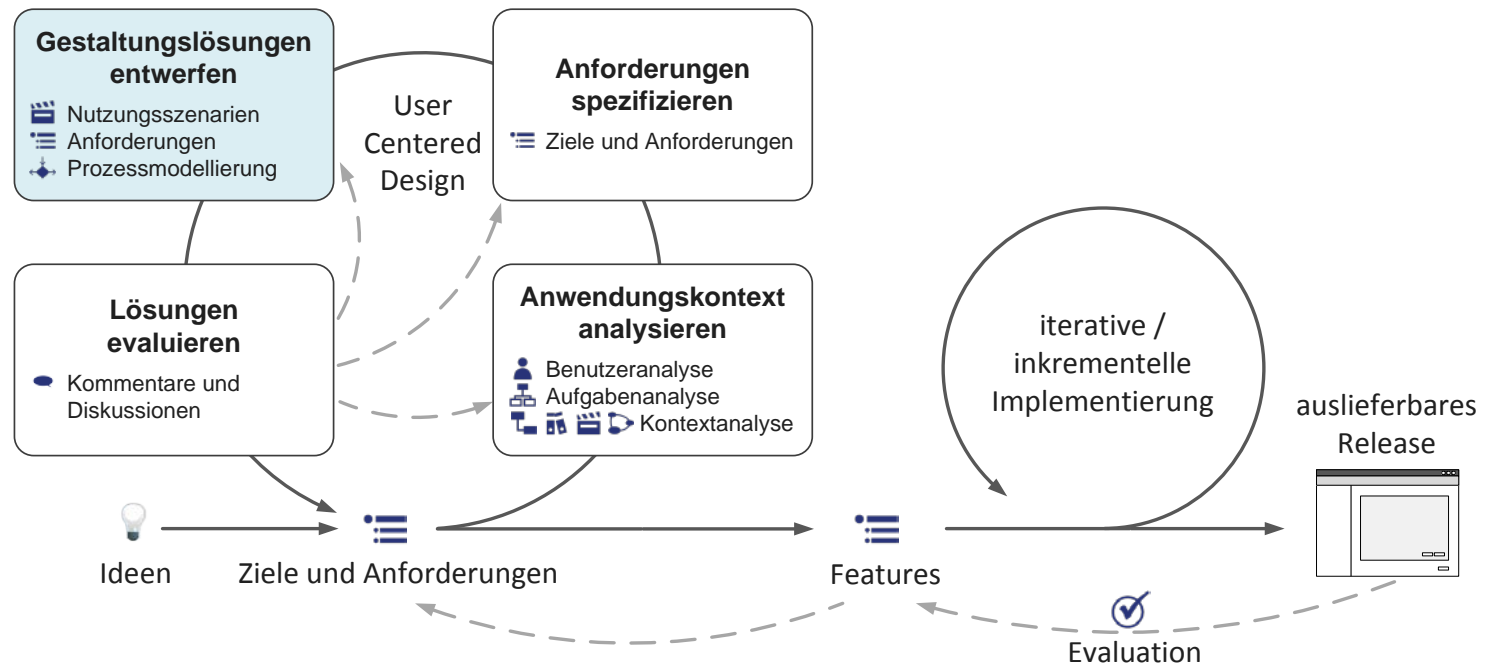 Gestaltungslösungen
entwerfen
Nutzungsszenarien
Anforderungen
Prozessmodellierung
User
Centered
Design
Anforderungen
spezifizieren
Ziele und Anforderungen
Lösungen
evaluieren
Kommentare und
Diskussionen
Anwendungskontext
analysieren
Benutzeranalyse
Aufgabenanalyse
Kontextanalyse
iterative /
inkrementelle
Implementierung
auslieferbares
Release
Ideen
Ziele und Anforderungen
Features
Evaluation